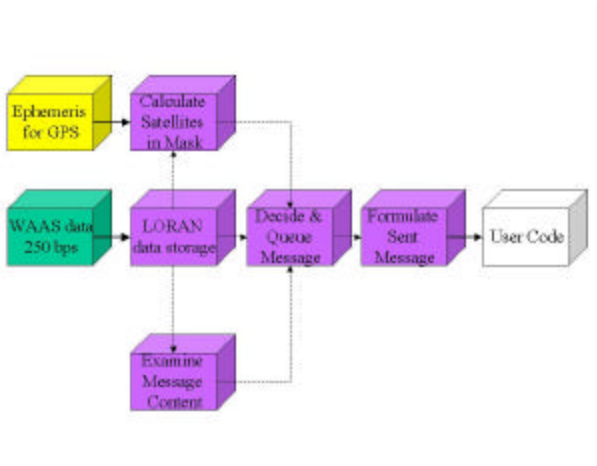 Ephemeris
for GPS
Calculate
Satellites
in Mask
WAAS data
250 bps
LORAN
data storage
Decide &
Queue
Message
Formulate
Sent
Message
User Code
Examine
Message
Content